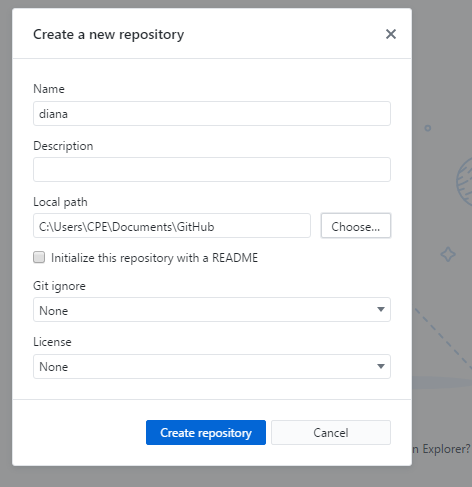 Create a new repository
Name
diana
Description
Local path
C:\Users\CPE\Documents\GitHub
Choose...
Initialize this repository with a README
Git ignore
None
License
None
Create repository
Cancel
n Explorer?